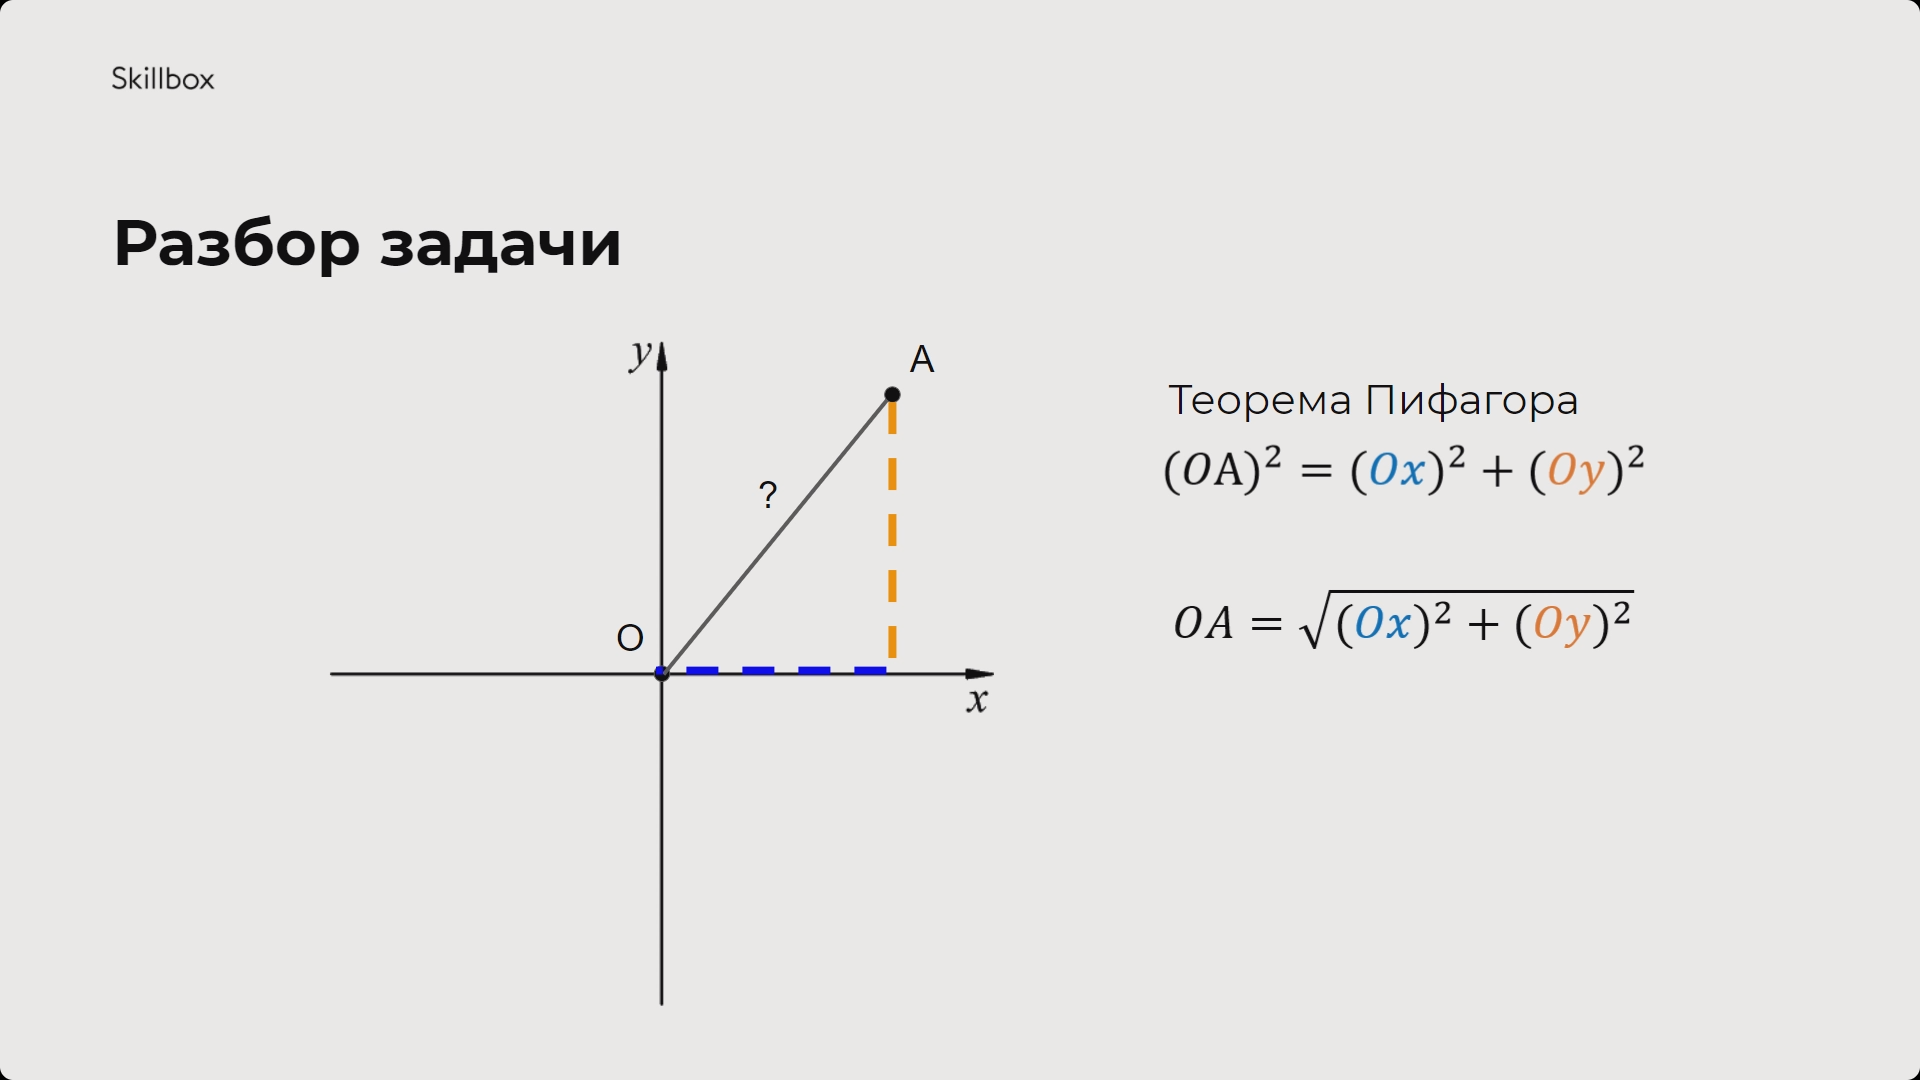 Skillbox
Разбор задачи
y
A
?
O
x
Теорема Пифагора
(OA)² = (Ox)² + (Oy)²
OA = √(Ox)² + (Oy)²